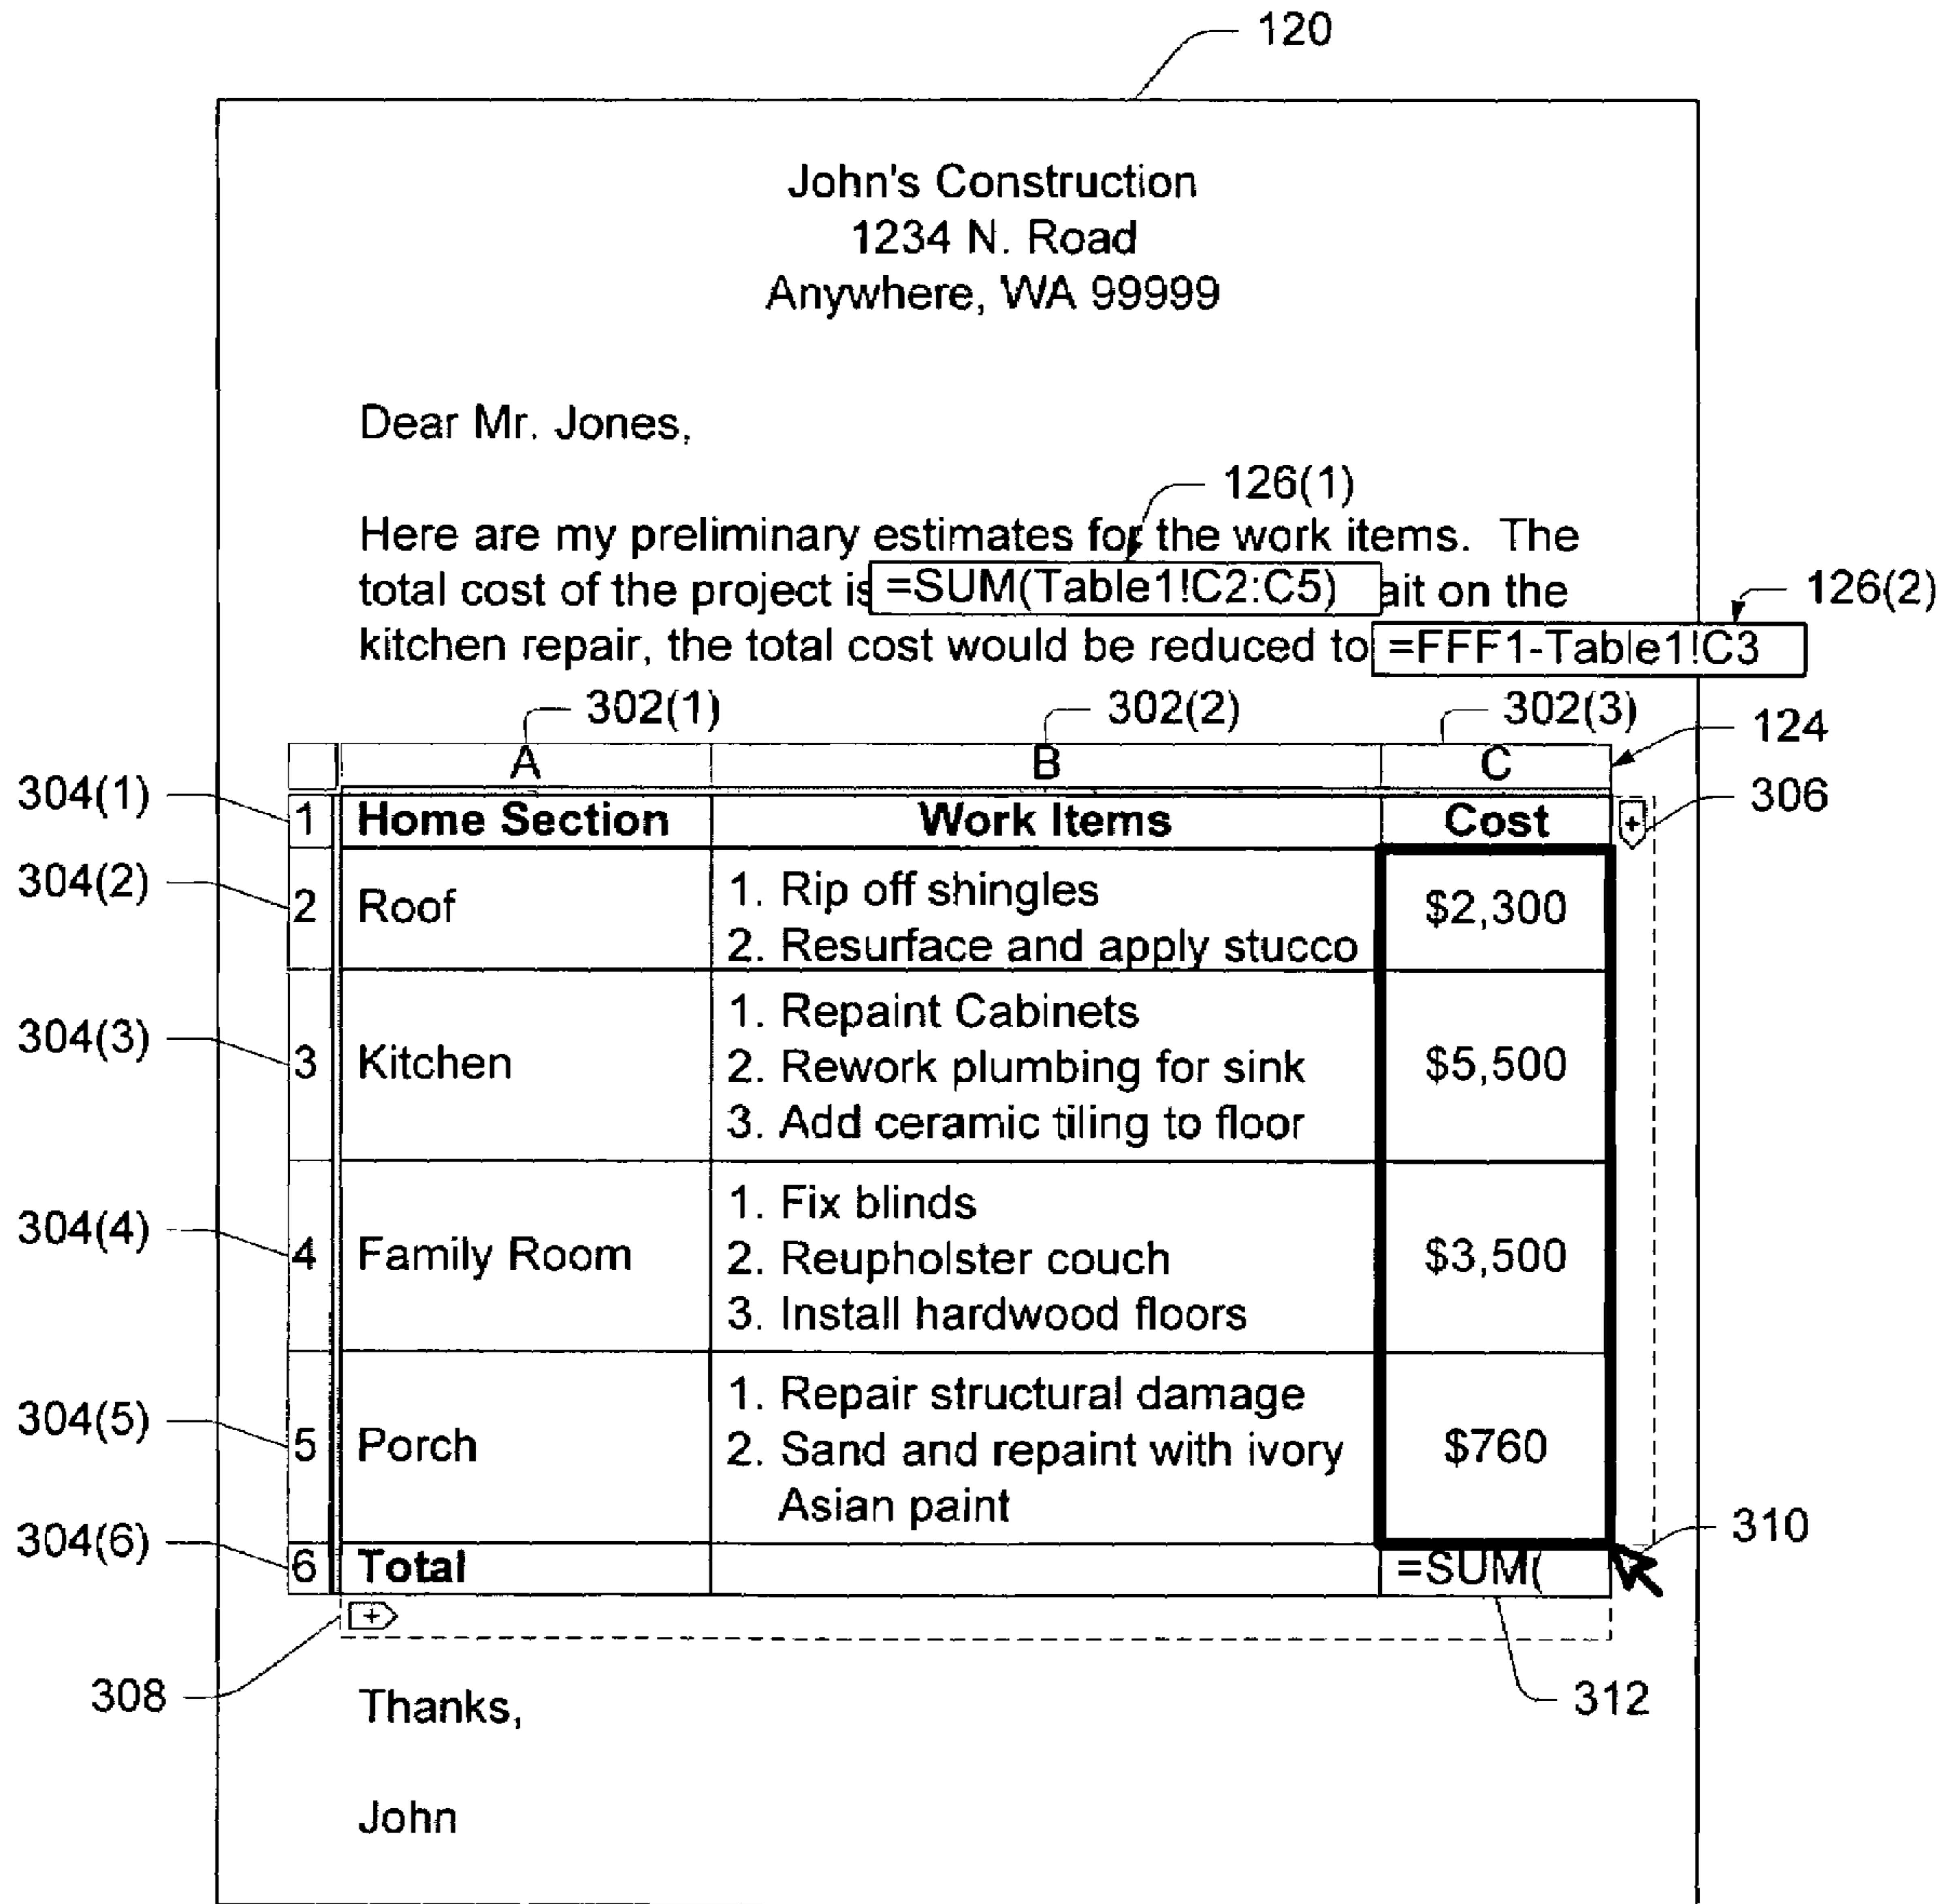 120
John's Construction
1234 N. Road
Anywhere, WA 99999
Dear Mr. Jones,
126(1)
Here are my preliminary estimates for the work items. The
total cost of the project is =SUM(Table1!C2:C5) ait on the
126(2)
kitchen repair, the total cost would be reduced to =FFF1-Table1!C3
302(1) 302(2) 302(3)
124
A B C
306
304(1) 1 Home Section Work Items Cost +
304(2) 2 Roof 1. Rip off shingles $2,300
2. Resurface and apply stucco
1. Repaint Cabinets
304(3) 3 Kitchen 2. Rework plumbing for sink $5,500
3. Add ceramic tiling to floor
1. Fix blinds
304(4) 4 Family Room 2. Reupholster couch $3,500
3. Install hardwood floors
1. Repair structural damage
304(5) 5 Porch 2. Sand and repaint with ivory $760
Asian paint
310
304(6) 6 Total =SUM(
+
308
312
Thanks,
John